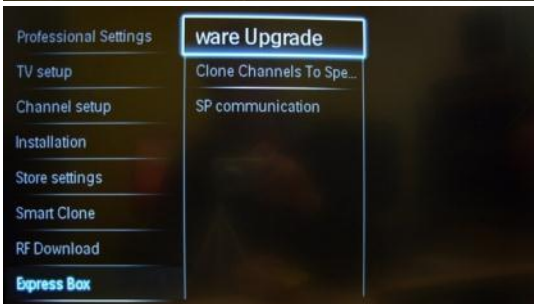 Professional Settings
TV setup
Channel setup
Installation
Store settings
Smart Clone
RF Download
Express Box
ware Upgrade
Clone Channels To Spe...
SP communication